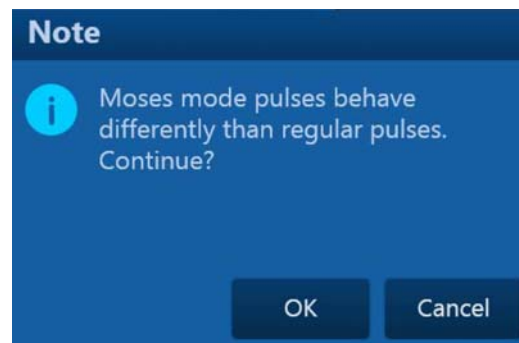 Note
Moses mode pulses behave
differently than regular pulses.
Continue?
OK
Cancel